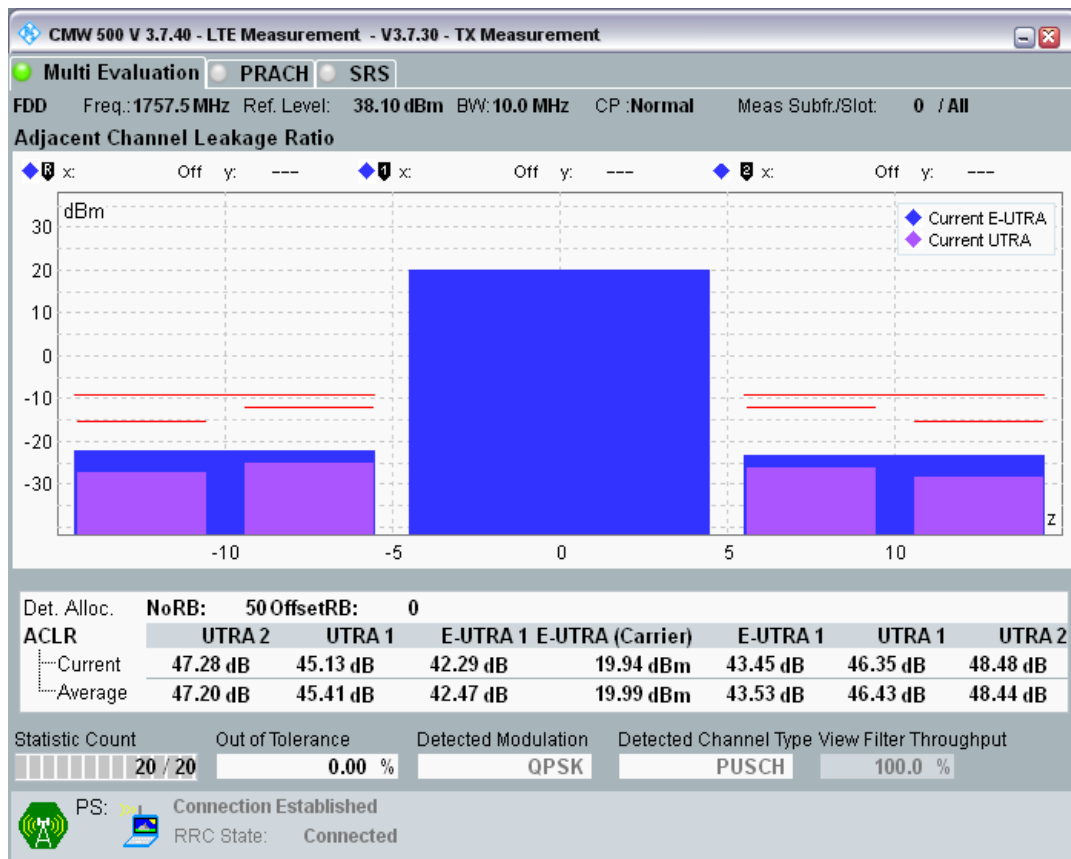 CMW 500 V 3.7.40 - LTE Measurement - V3.7.30 - TX Measurement
Multi Evaluation PRACH SRS
FDD Freq.:1757.5 MHz Ref. Level: 38.10 dBm BW:10.0 MHz CP :Normal Meas Subfr./Slot: 0 / All
Adjacent Channel Leakage Ratio
R x: Off y: --- 1 x: Off y: --- 2 x: Off y: ---
dBm
Current E-UTRA
Current UTRA
30
20
10
0
-10
-20
-30
z
-10 -5 0 5 10
Det. Alloc. NoRB: 50 OffsetRB: 0
ACLR UTRA 2 UTRA 1 E-UTRA 1 E-UTRA (Carrier) E-UTRA 1 UTRA 1 UTRA 2
Current 47.28 dB 45.13 dB 42.29 dB 19.94 dBm 43.45 dB 46.35 dB 48.48 dB
Average 47.20 dB 45.41 dB 42.47 dB 19.99 dBm 43.53 dB 46.43 dB 48.44 dB
Statistic Count Out of Tolerance Detected Modulation Detected Channel Type View Filter Throughput
20 / 20 0.00 % QPSK PUSCH 100.0 %
PS: Connection Established
RRC State: Connected